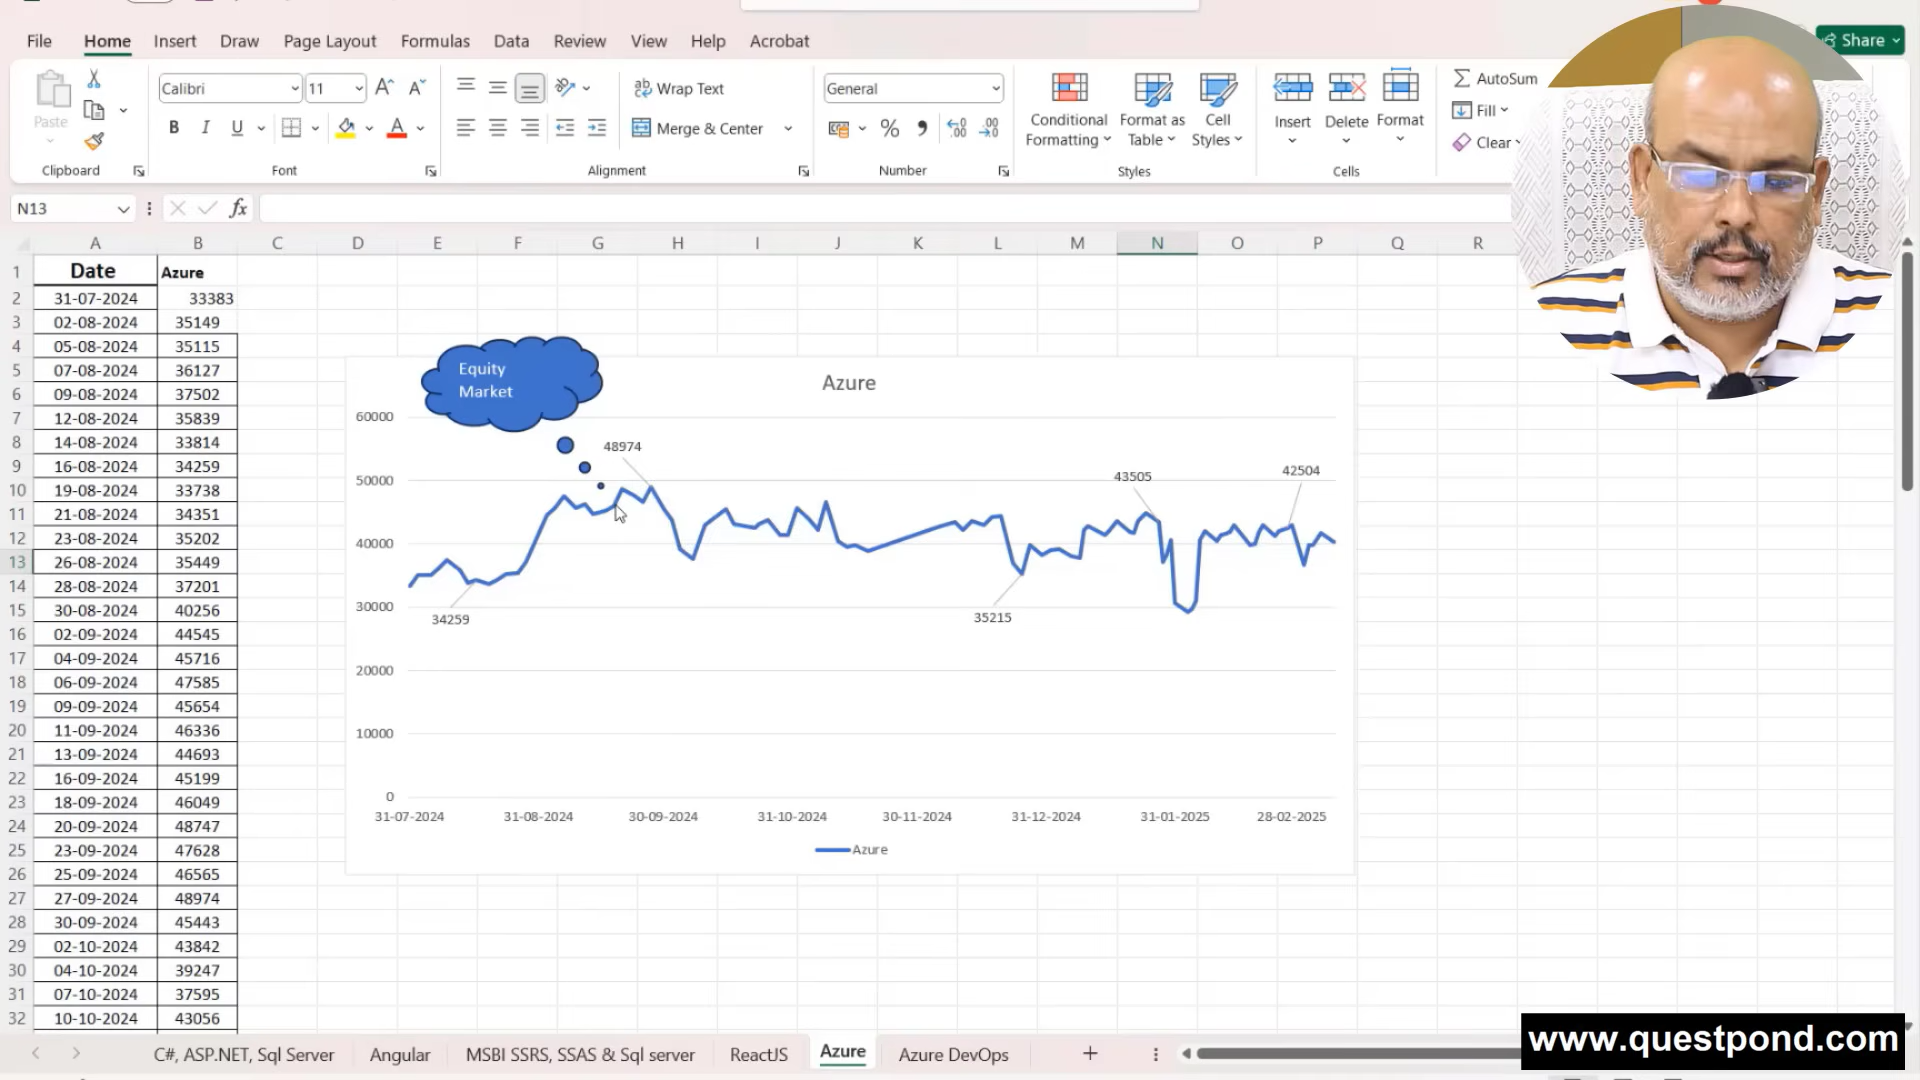 File Home Insert Draw Page Layout Formulas Data Review View Help Acrobat Share
Calibri 11 Wrap Text General AutoSum
Paste Merge & Center Conditional Formatting Format as Table Cell Styles Insert Delete Format Fill
Clear
Clipboard Font Alignment Number Styles Cells
N13 fx
A B C D E F G H I J K L M N O P Q R
1 Date Azure
2 31-07-2024 33383
3 02-08-2024 35149
4 05-08-2024 35115
5 07-08-2024 36127
6 09-08-2024 37502
7 12-08-2024 35839
8 14-08-2024 33814
9 16-08-2024 34259
10 19-08-2024 33738
11 21-08-2024 34351
12 23-08-2024 35202
13 26-08-2024 35449
14 28-08-2024 37201
15 30-08-2024 40256
16 02-09-2024 44545
17 04-09-2024 45716
18 06-09-2024 47585
19 09-09-2024 45654
20 11-09-2024 46336
21 13-09-2024 44693
22 16-09-2024 45199
23 18-09-2024 46049
24 20-09-2024 48747
25 23-09-2024 47628
26 25-09-2024 46565
27 27-09-2024 48974
28 30-09-2024 45443
29 02-10-2024 43842
30 04-10-2024 39247
31 07-10-2024 37595
32 10-10-2024 43056
Equity
Market
Azure
60000
48974
50000 43505 42504
40000
30000
34259 35215
20000
10000
0
31-07-2024 31-08-2024 30-09-2024 31-10-2024 30-11-2024 31-12-2024 31-01-2025 28-02-2025
Azure
C#, ASP.NET, Sql Server Angular MSBI SSRS, SSAS & Sql server ReactJS Azure Azure DevOps
www.questpond.com